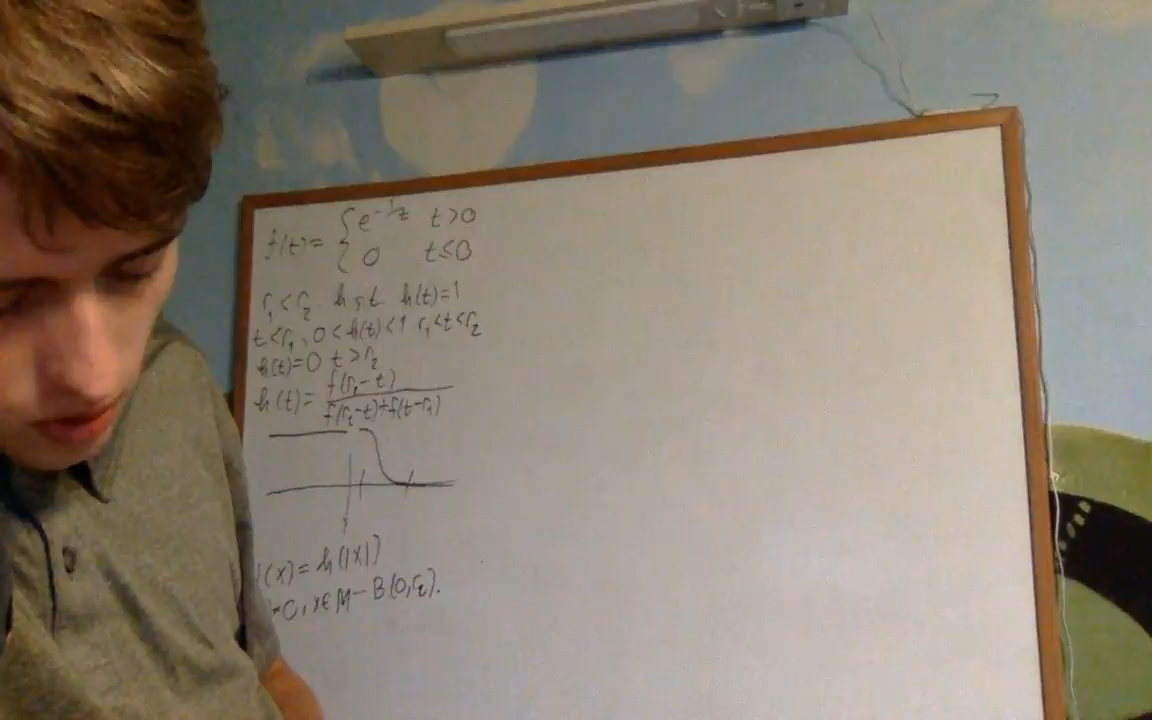 f(t) = { e^{-1/t} t>0
0 t≤0
r₁ < r₂. h s.t. h(t)=1
t<r₁, 0<h(t)<1 r₁<t<r₂
h(t)=0 t>r₂
h(t) = f(r₂-t)
f(r₂-t)+f(t-r₁)
(x) = h(|x|)
=0, x∈M - B(0,r₂).